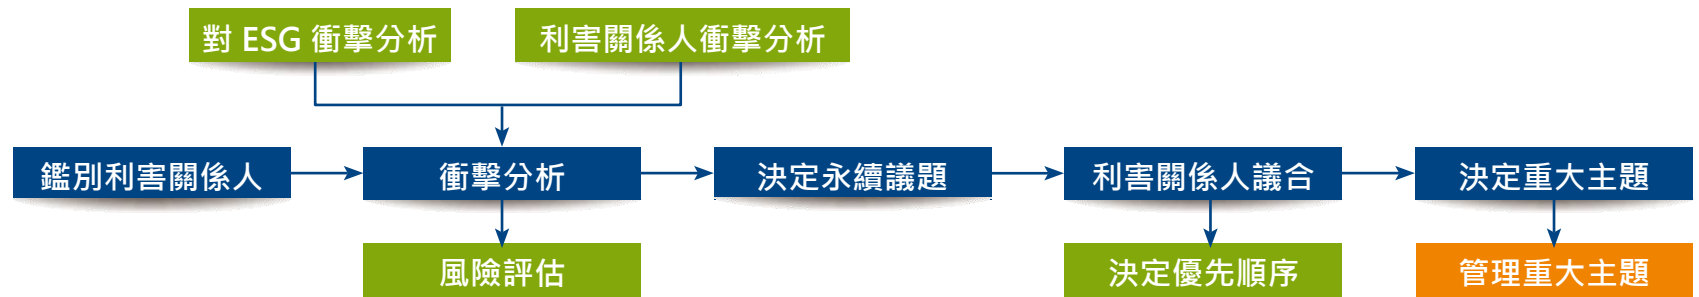 對 ESG 衝擊分析
利害關係人衝擊分析
鑑別利害關係人
衝擊分析
決定永續議題
利害關係人議合
決定重大主題
風險評估
決定優先順序
管理重大主題